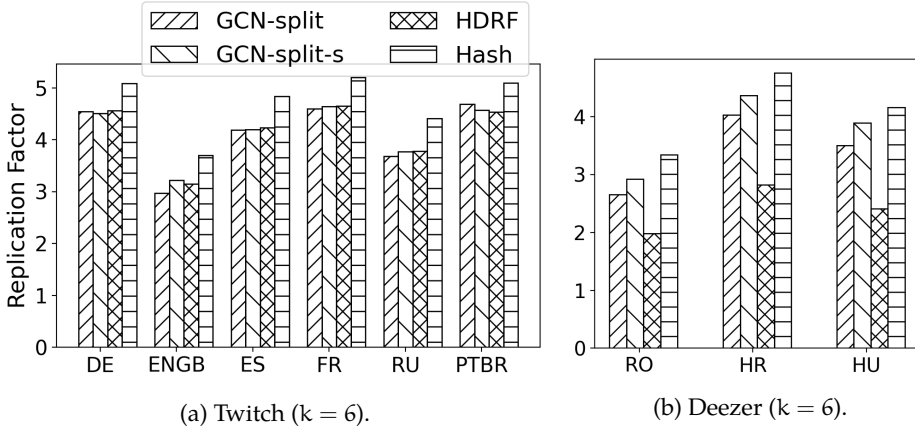 GCN-split
HDRF
GCN-split-s
Hash
Replication Factor
5
4
3
2
1
0
DE ENGB ES FR RU PTBR
(a) Twitch (k = 6).
4
3
2
1
0
RO HR HU
(b) Deezer (k = 6).